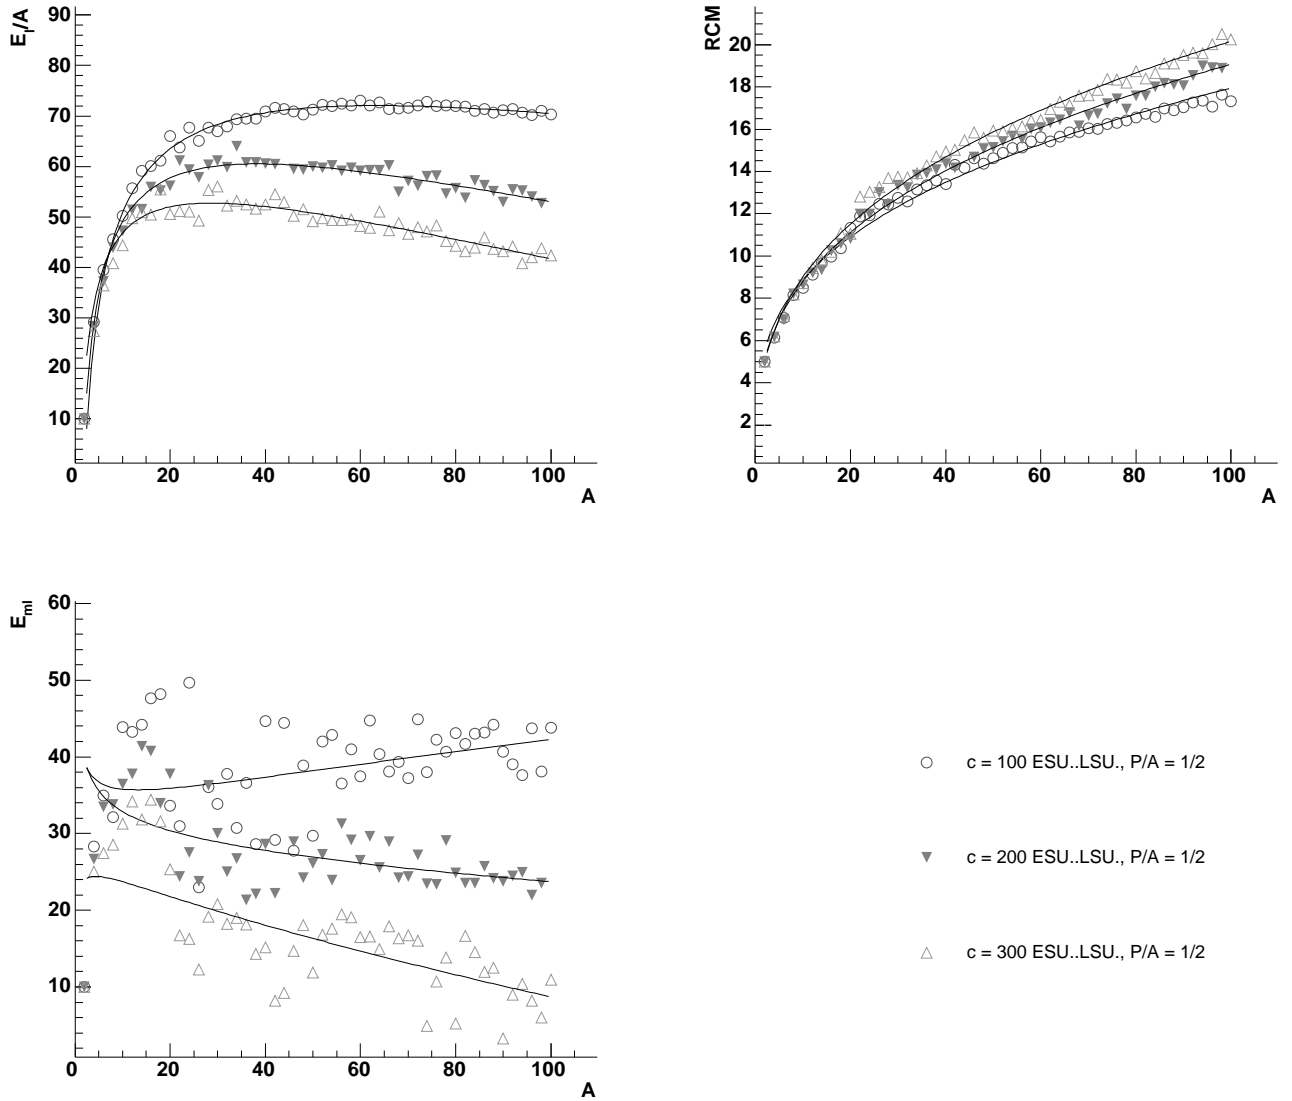 E_l/A
90
80
70
60
50
40
30
20
10
0 20 40 60 80 100
A
RCM
20
18
16
14
12
10
8
6
4
2
0 20 40 60 80 100
A
E_ml
60
50
40
30
20
10
0 20 40 60 80 100
A
c = 100 ESU..LSU., P/A = 1/2
c = 200 ESU..LSU., P/A = 1/2
c = 300 ESU..LSU., P/A = 1/2